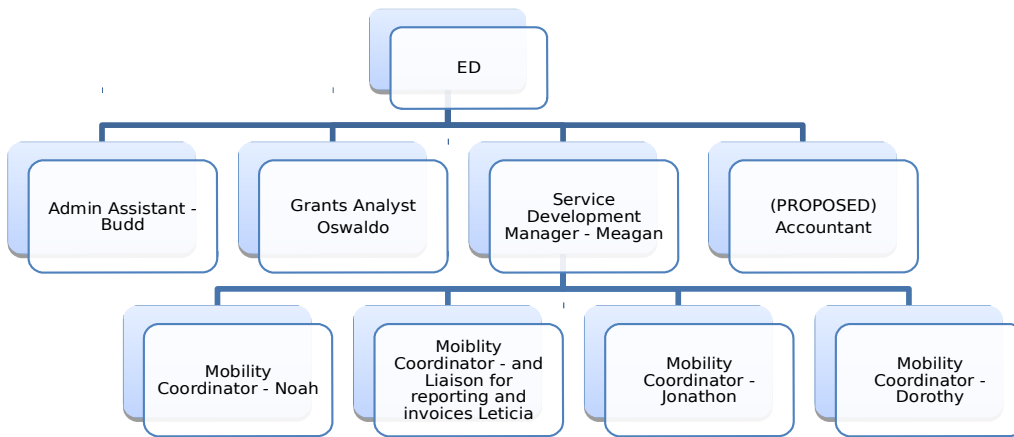 ED
Admin Assistant -
Budd
Grants Analyst
Oswaldo
Service
Development
Manager - Meagan
(PROPOSED)
Accountant
Mobility
Coordinator - Noah
Moiblity
Coordinator - and
Liaison for
reporting and
invoices Leticia
Mobility
Coordinator -
Jonathon
Mobility
Coordinator -
Dorothy